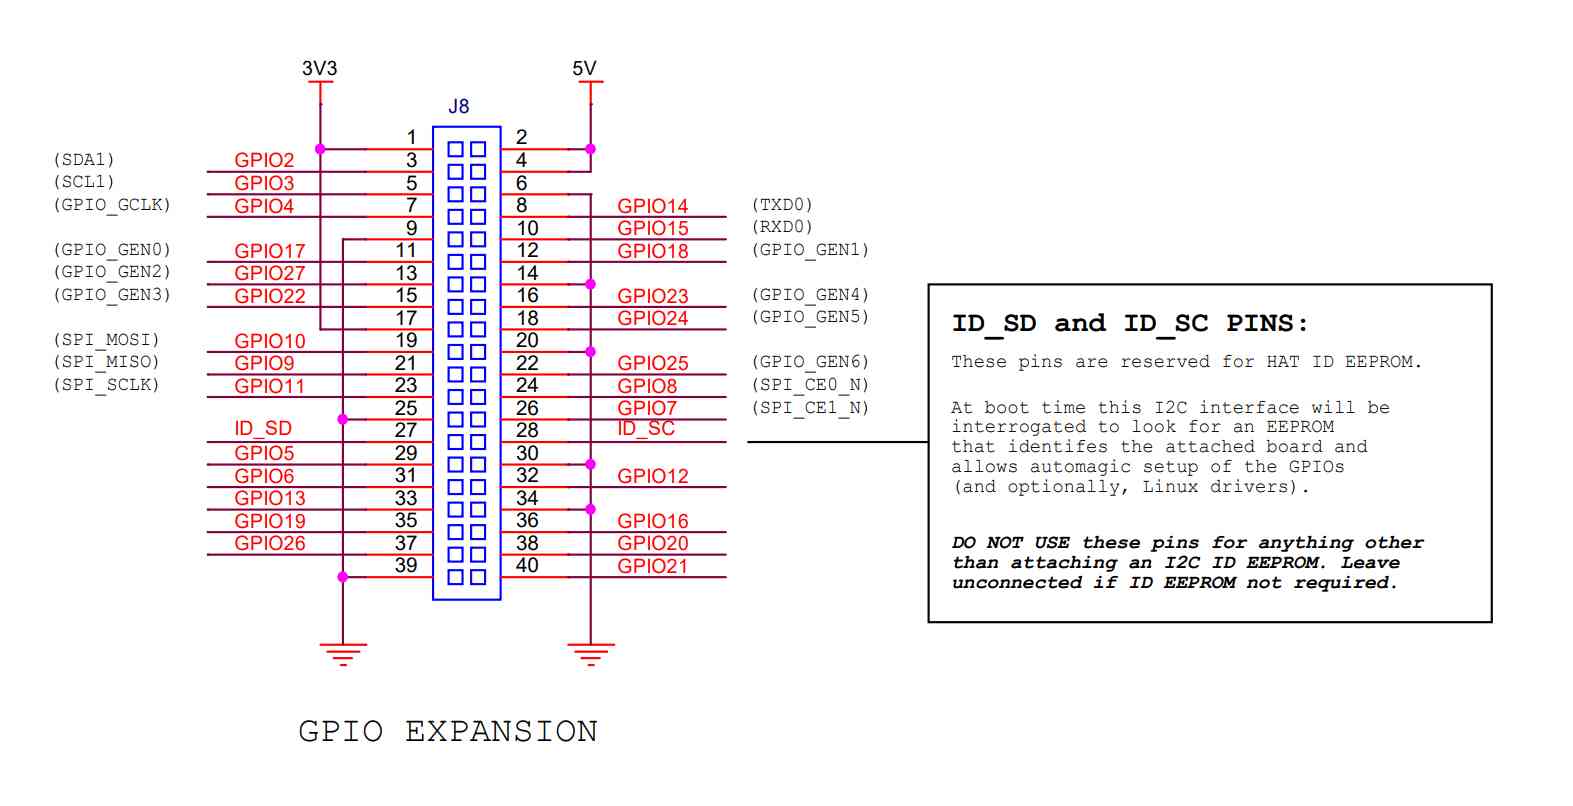 3V3 5V
J8
1 2
(SDA1) GPIO2 3 4
(SCL1) GPIO3 5 6
(GPIO_GCLK) GPIO4 7 8 GPIO14 (TXD0)
9 10 GPIO15 (RXD0)
(GPIO_GEN0) GPIO17 11 12 GPIO18 (GPIO_GEN1)
(GPIO_GEN2) GPIO27 13 14
(GPIO_GEN3) GPIO22 15 16 GPIO23 (GPIO_GEN4)
17 18 GPIO24 (GPIO_GEN5)
(SPI_MOSI) GPIO10 19 20
(SPI_MISO) GPIO9 21 22 GPIO25 (GPIO_GEN6)
(SPI_SCLK) GPIO11 23 24 GPIO8 (SPI_CE0_N)
25 26 GPIO7 (SPI_CE1_N)
ID_SD 27 28 ID_SC
GPIO5 29 30
GPIO6 31 32 GPIO12
GPIO13 33 34
GPIO19 35 36 GPIO16
GPIO26 37 38 GPIO20
39 40 GPIO21
GPIO EXPANSION
ID_SD and ID_SC PINS:
These pins are reserved for HAT ID EEPROM.
At boot time this I2C interface will be
interrogated to look for an EEPROM
that identifes the attached board and
allows automagic setup of the GPIOs
(and optionally, Linux drivers).
DO NOT USE these pins for anything other
than attaching an I2C ID EEPROM. Leave
unconnected if ID EEPROM not required.